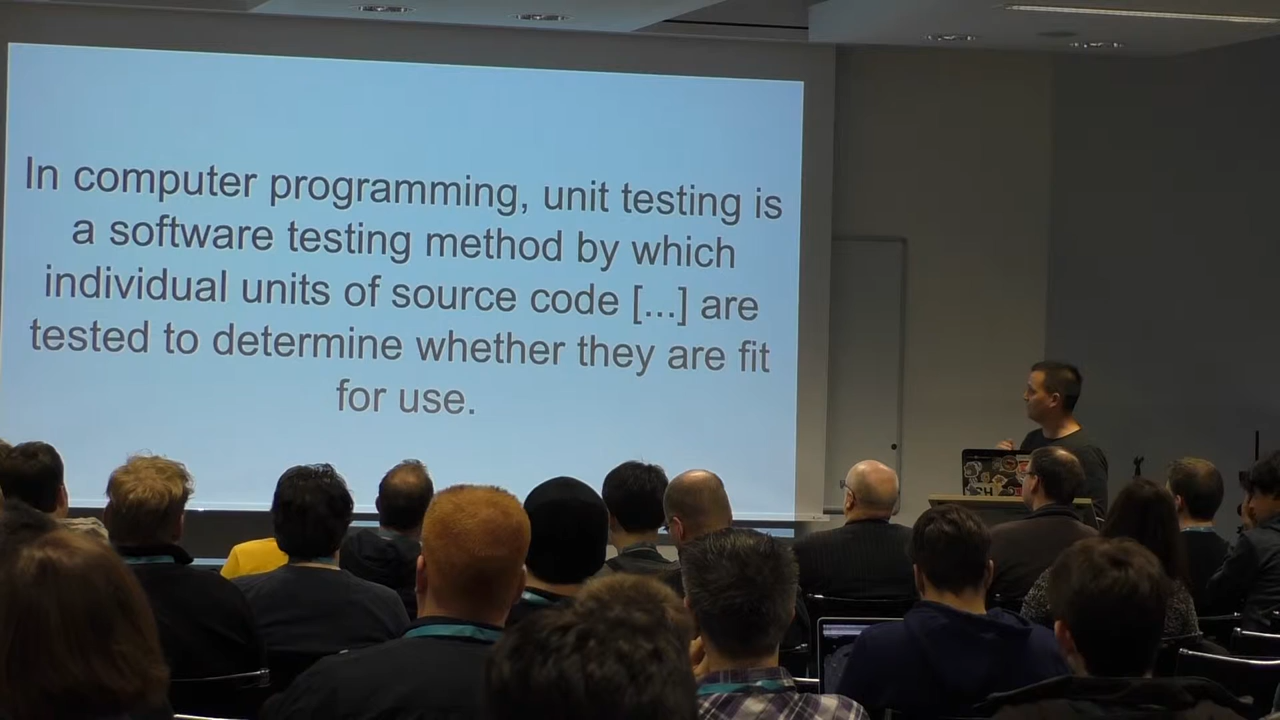 In computer programming, unit testing is
a software testing method by which
individual units of source code [...] are
tested to determine whether they are fit
for use.